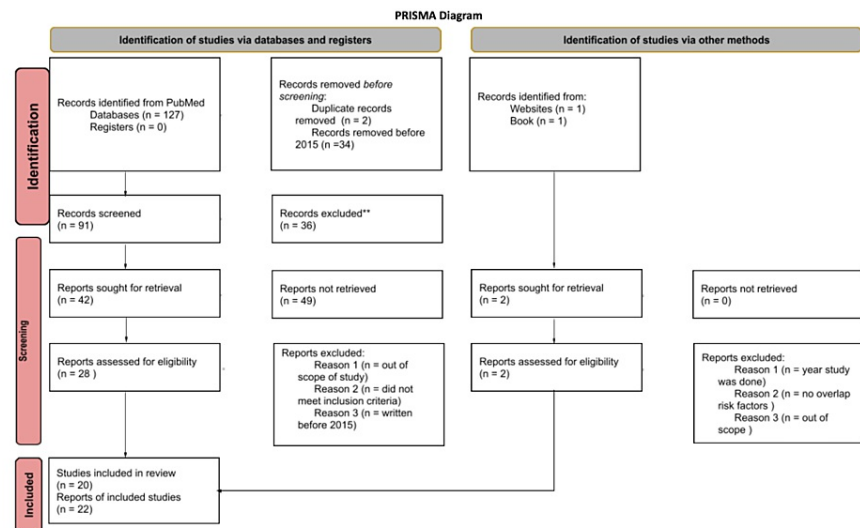 PRISMA Diagram
Identification of studies via databases and registers
Identification of studies via other methods
Identification
Records identified from PubMed
Databases (n = 127)
Registers (n = 0)
Records removed before
screening:
Duplicate records
removed (n = 2)
Records removed before
2015 (n =34)
Records identified from:
Websites (n = 1)
Book (n = 1)
Records screened
(n = 91)
Records excluded**
(n = 36)
Screening
Reports sought for retrieval
(n = 42)
Reports not retrieved
(n = 49)
Reports sought for retrieval
(n = 2)
Reports not retrieved
(n = 0)
Reports assessed for eligibility
(n = 28 )
Reports excluded:
Reason 1 (n = out of
scope of study)
Reason 2 (n = did not
meet inclusion criteria)
Reason 3 (n = written
before 2015)
Reports assessed for eligibility
(n = 2)
Reports excluded:
Reason 1 (n = year study
was done)
Reason 2 (n = no overlap
risk factors )
Reason 3 (n = out of
scope )
Included
Studies included in review
(n = 20)
Reports of included studies
(n = 22)